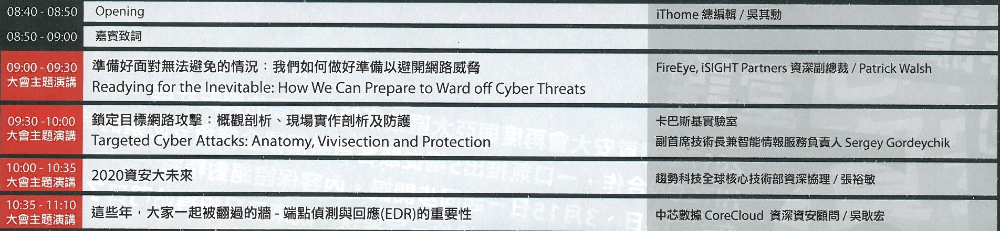 08:40 - 08:50 Opening iThome 總編輯 / 吳其勳
08:50 - 09:00 嘉賓致詞
09:00 - 09:30 準備好面對無法避免的情況：我們如何做好準備以避開網路威脅 FireEye, iSIGHT Partners 資深副總裁 / Patrick Walsh
大會主題演講 Readying for the Inevitable: How We Can Prepare to Ward off Cyber Threats
09:30 -10:00 鎖定目標網路攻擊：概觀剖析、現場實作剖析及防護 卡巴斯基實驗室
大會主題演講 Targeted Cyber Attacks: Anatomy, Vivisection and Protection 副首席技術長兼智能情報服務負責人 Sergey Gordeychik
10:00 - 10:35
大會主題演講 2020資安大未來 趨勢科技全球核心技術部資深協理 / 張裕敏
10:35 - 11:10
大會主題演講 這些年，大家一起被翻過的牆 - 端點偵測與回應(EDR)的重要性 中芯數據 CoreCloud 資深資安顧問 / 吳耿宏